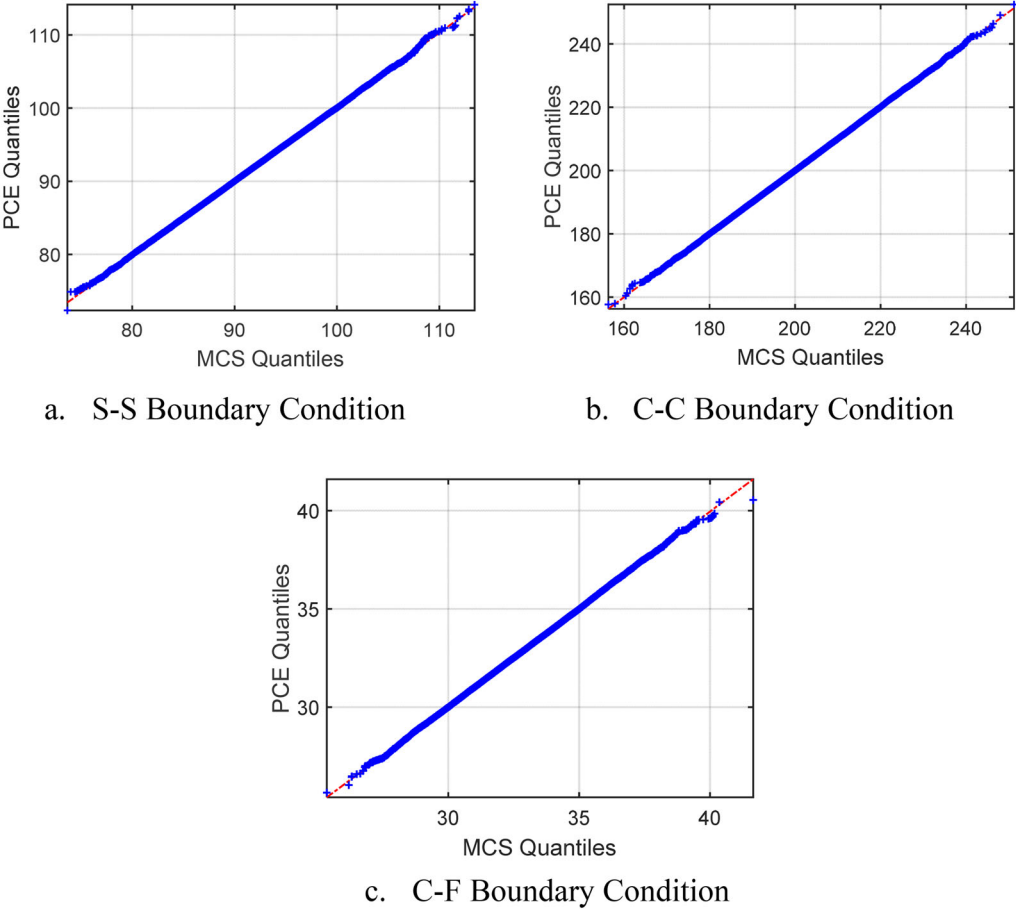 110
100
90
80
PCE Quantiles
80 90 100 110
MCS Quantiles
a. S-S Boundary Condition
240
220
200
180
160
PCE Quantiles
160 180 200 220 240
MCS Quantiles
b. C-C Boundary Condition
40
35
30
PCE Quantiles
30 35 40
MCS Quantiles
c. C-F Boundary Condition